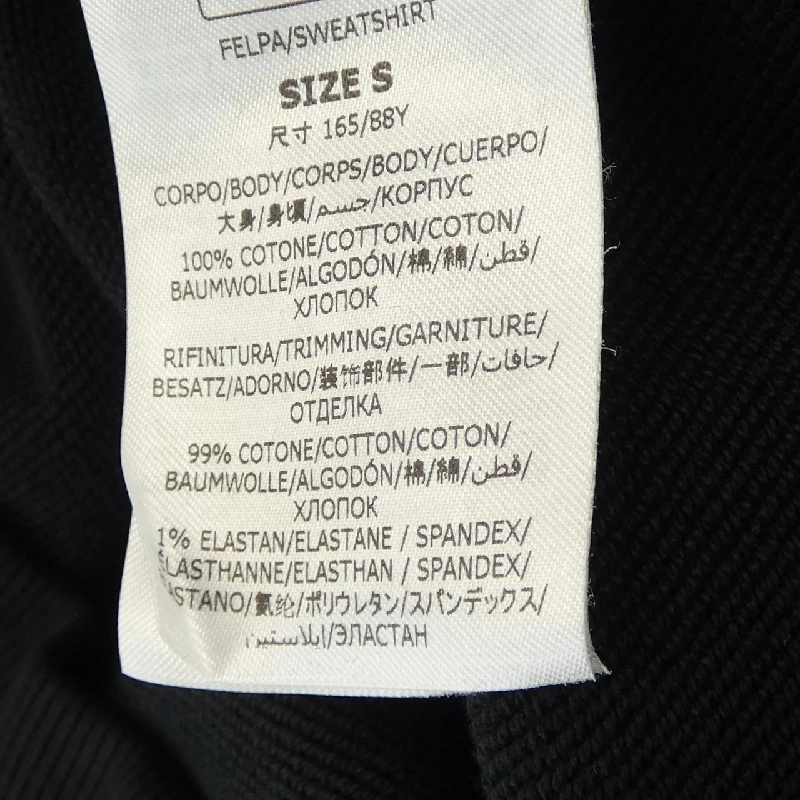 FELPA/SWEATSHIRT
SIZE S
尺寸 165/88Y
CORPO/BODY/CORPS/BODY/CUERPO/
大身/身頃/جسم/КОРПУС
100% COTONE/COTTON/COTON/
BAUMWOLLE/ALGODÓN/棉/綿/قطن/
ХЛОПОК
RIFINITURA/TRIMMING/GARNITURE/
BESATZ/ADORNO/装饰部件/一部/حافات/
ОТДЕЛКА
99% COTONE/COTTON/COTON/
BAUMWOLLE/ALGODÓN/棉/綿/قطن/
ХЛОПОК
1% ELASTAN/ELASTANE / SPANDEX/
ELASTHANNE/ELASTHAN / SPANDEX/
ASTANO/氨纶/ポリウレタン/スパンデックス/
ايلاستين/ЭЛАСТАН